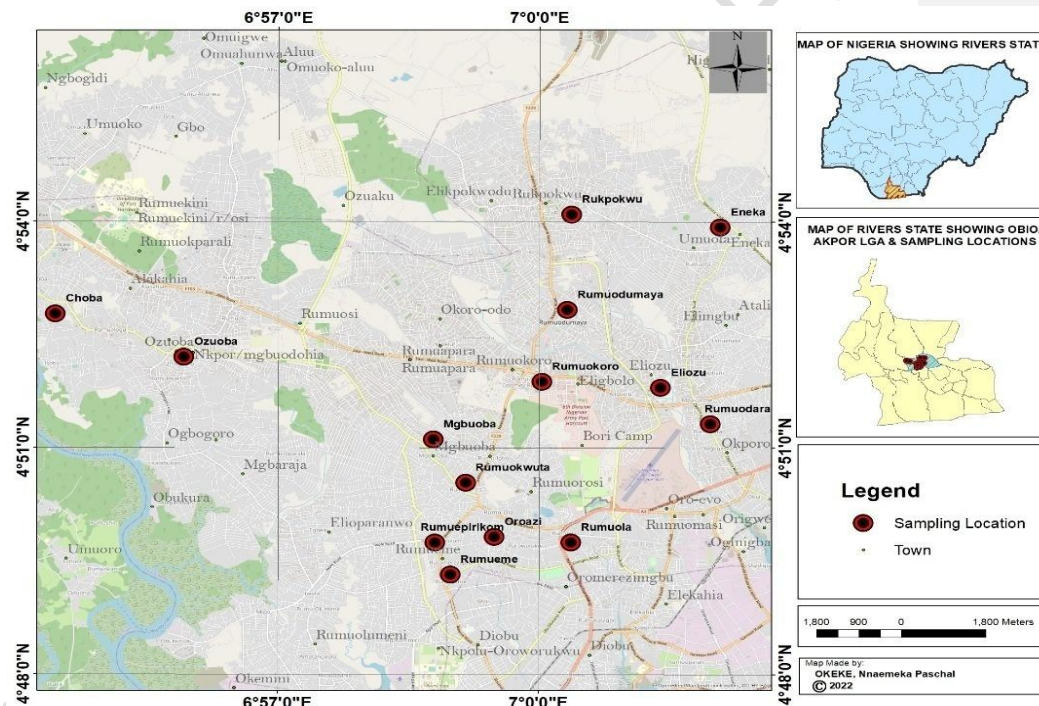 6°57'0"E
7°0'0"E
Omuigwe
Omuahunwa
Aluu
Omuoko-aluu
N
Ngbogidi
Umuoko
Gbo
Ozuaku
Elikpokwodu
Rukpokwu
Rukpokwu
Eneka
4°54'0"N
4°54'0"N
Rumuekini
Rumuekini/r/osi
Rumuokparali
Umuotar
Eneka
Alakahia
Choba
Rumuosi
Okoro-odo
Rumuodumaya
Rumuodumaya
Atali
Elimgbu
Ozuoba
Ozuoba
Nkpor/mgbuodohia
Rumuapara
Rumuapara
Rumuokoro
Rumuokoro
Eligbolo
Eliozu
Eliozu
Rumuodara
Mgbuoba
Mgbuoba
Bori Camp
Okporo
4°51'0"N
4°51'0"N
Ogbogoro
Mgbaraja
Rumuokwuta
Rumuorosi
Obukura
Oro-evo
Elioparanwo
Rumuepirikom
Oroazi
Rumuola
Rumuomasi
Origwe
Oginigba
Umuoro
Rumueme
Rumueme
Oromerezimgbu
Elekahia
Rumuolumeni
Diobu
Nkpolu-Oroworukwu
Diobu
Okemini
4°48'0"N
4°48'0"N
6°57'0"E
7°0'0"E
MAP OF NIGERIA SHOWING RIVERS STAT
MAP OF RIVERS STATE SHOWING OBIO
AKPOR LGA & SAMPLING LOCATIONS
Legend
Sampling Location
Town
1,800 900 0 1,800 Meters
Map Made by:
OKEKE, Nnaemeka Paschal
© 2022